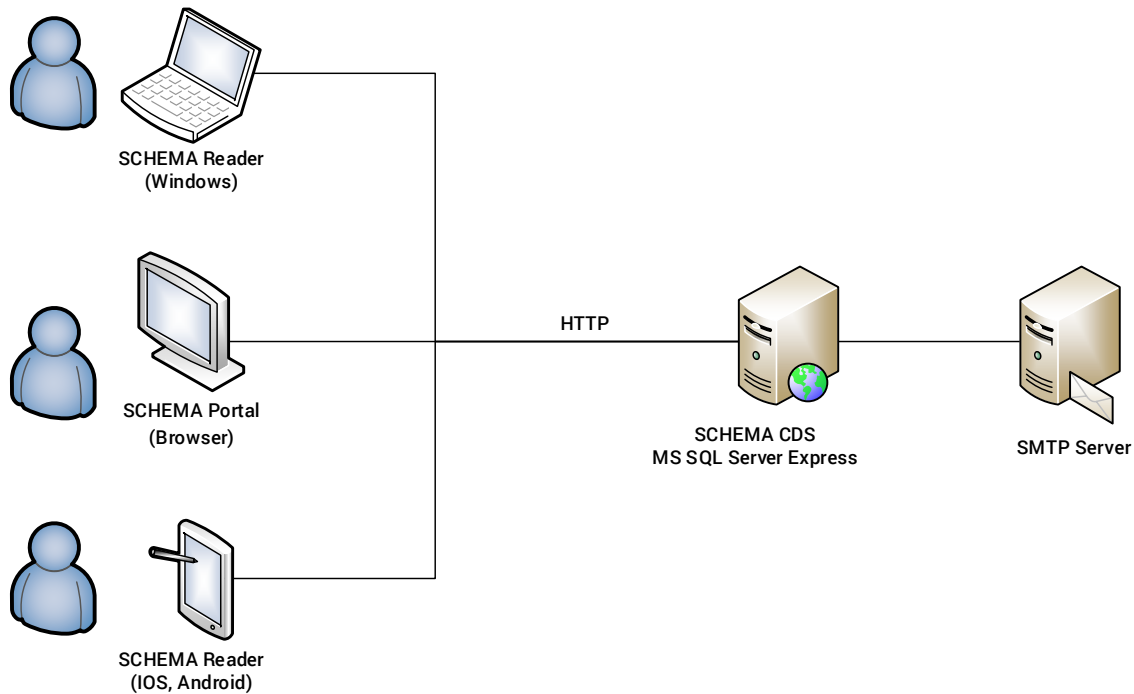 SCHEMA Reader
(Windows)
HTTP
SCHEMA Portal
(Browser)
SCHEMA CDS
MS SQL Server Express
SMTP Server
SCHEMA Reader
(IOS, Android)